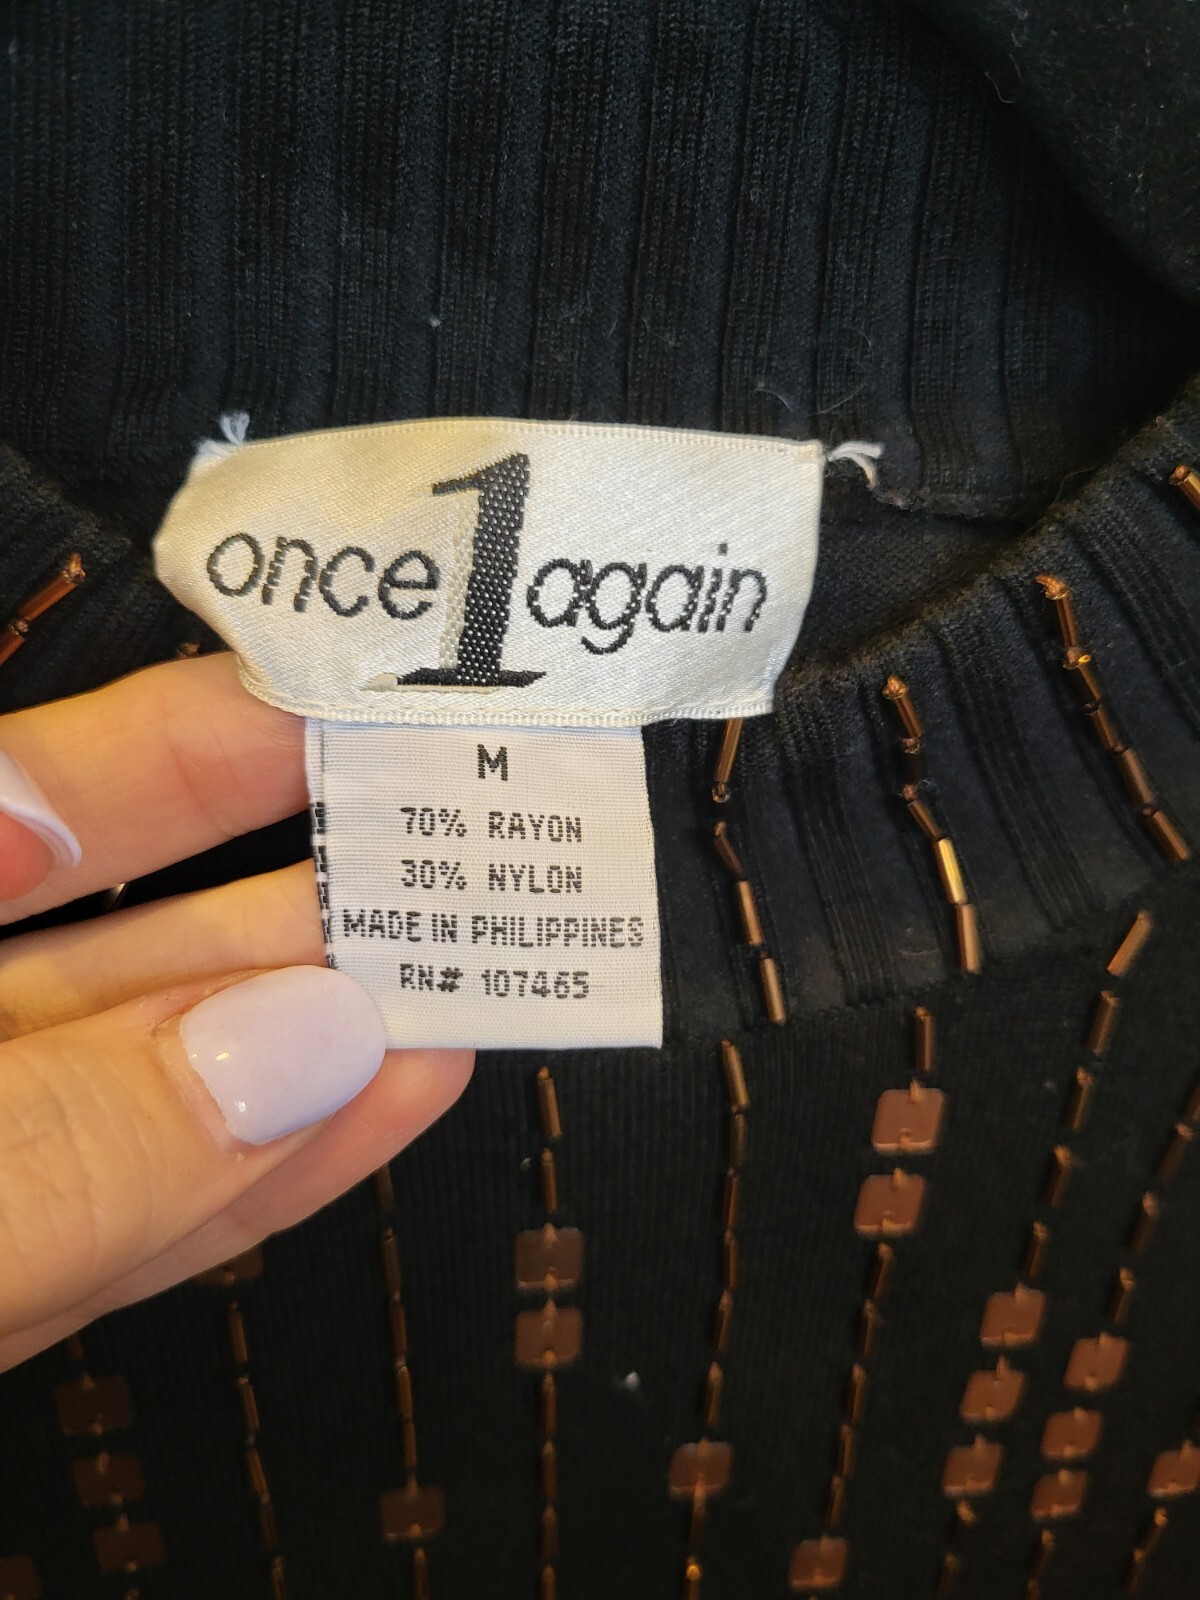 once 1 again
M
70% RAYON
30% NYLON
MADE IN PHILIPPINES
RN# 107465